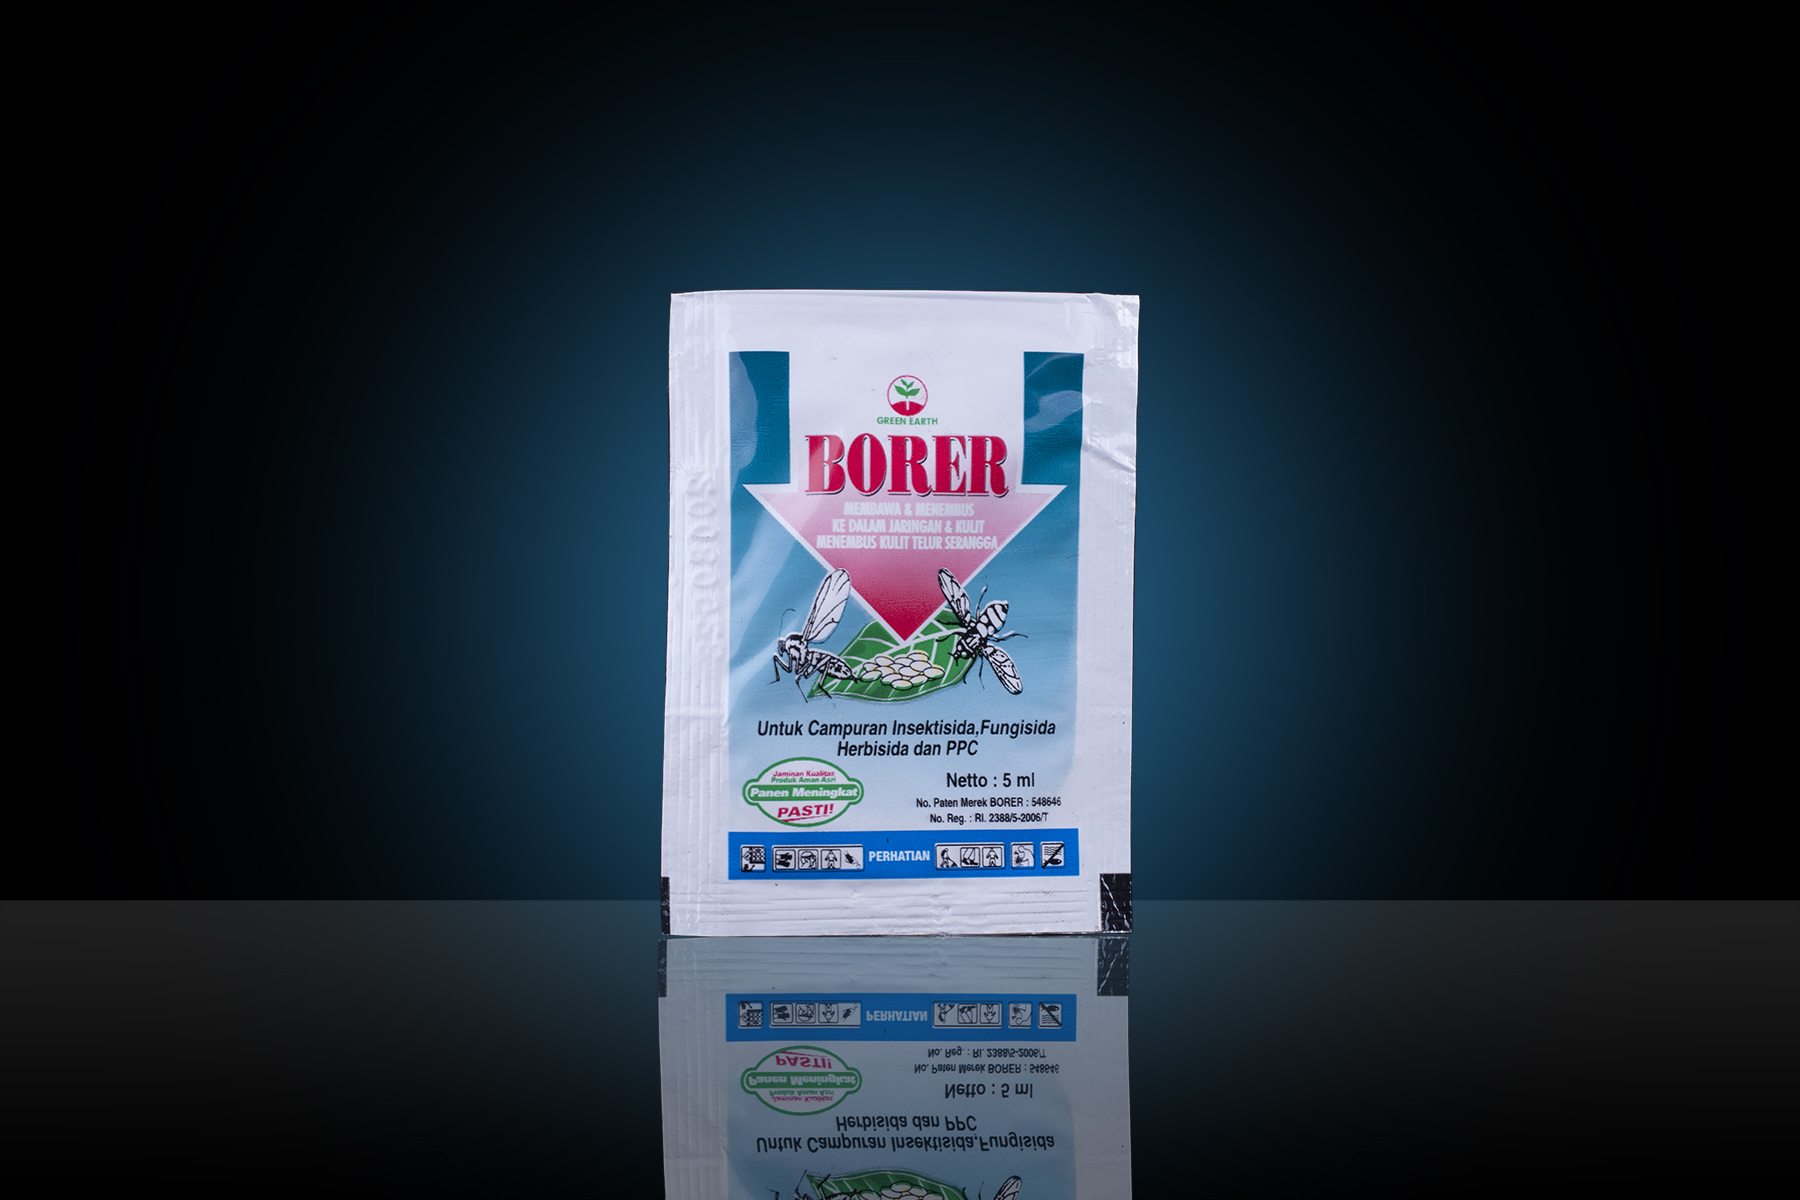 GREEN EARTH
BORER
MEMBAWA & MENEMBUS
KE DALAM JARINGAN & KULIT
MENEMBUS KULIT TELUR SERANGGA
Untuk Campuran Insektisida,Fungisida
Herbisida dan PPC
Jaminan Kualitas
Produk Aman Asri
Panen Meningkat
PASTI!
Netto : 5 ml
No. Paten Merek BORER : 548646
No. Reg. : RI. 2388/5-2006/T
PERHATIAN